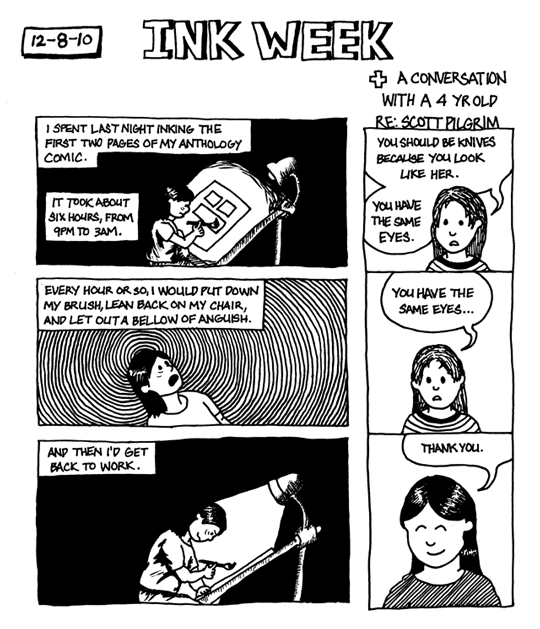 12-8-10
INK WEEK
I SPENT LAST NIGHT INKING THE
FIRST TWO PAGES OF MY ANTHOLOGY
COMIC.
IT TOOK ABOUT
SIX HOURS, FROM
9PM TO 3AM.
EVERY HOUR OR SO, I WOULD PUT DOWN
MY BRUSH, LEAN BACK ON MY CHAIR,
AND LET OUT A BELLOW OF ANGUISH.
AND THEN I'D GET
BACK TO WORK.
+ A CONVERSATION
WITH A 4 YR OLD
RE: SCOTT PILGRIM
YOU SHOULD BE KNIVES
BECAUSE YOU LOOK
LIKE HER.
YOU HAVE
THE SAME
EYES.
YOU HAVE THE
SAME EYES...
THANK YOU.